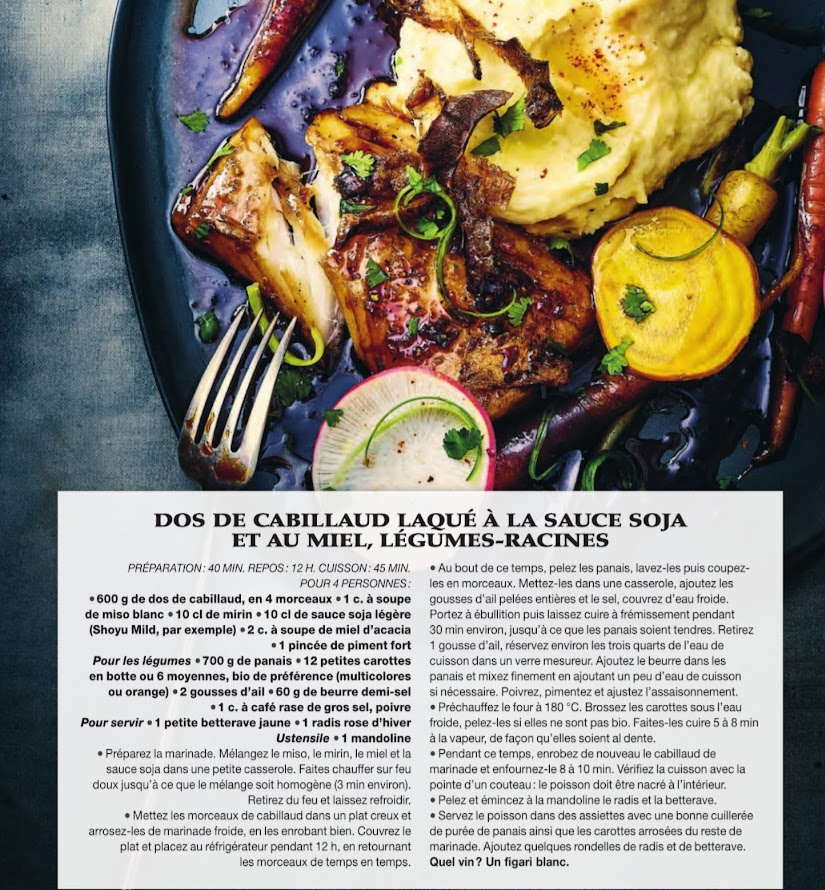 DOS DE CABILLAUD LAQUÉ À LA SAUCE SOJA
ET AU MIEL, LÉGUMES-RACINES
PRÉPARATION : 40 MIN. REPOS : 12 H. CUISSON : 45 MIN.
POUR 4 PERSONNES :
• 600 g de dos de cabillaud, en 4 morceaux • 1 c. à soupe
de miso blanc • 10 cl de mirin • 10 cl de sauce soja légère
(Shoyu Mild, par exemple) • 2 c. à soupe de miel d'acacia
• 1 pincée de piment fort
Pour les légumes • 700 g de panais • 12 petites carottes
en botte ou 6 moyennes, bio de préférence (multicolores
ou orange) • 2 gousses d'ail • 60 g de beurre demi-sel
• 1 c. à café rase de gros sel, poivre
Pour servir • 1 petite betterave jaune • 1 radis rose d'hiver
Ustensile • 1 mandoline
• Préparez la marinade. Mélangez le miso, le mirin, le miel et la
sauce soja dans une petite casserole. Faites chauffer sur feu
doux jusqu'à ce que le mélange soit homogène (3 min environ).
Retirez du feu et laissez refroidir.
• Mettez les morceaux de cabillaud dans un plat creux et
arrosez-les de marinade froide, en les enrobant bien. Couvrez le
plat et placez au réfrigérateur pendant 12 h, en retournant
les morceaux de temps en temps.
• Au bout de ce temps, pelez les panais, lavez-les puis coupez-
les en morceaux. Mettez-les dans une casserole, ajoutez les
gousses d'ail pelées entières et le sel, couvrez d'eau froide.
Portez à ébullition puis laissez cuire à frémissement pendant
30 min environ, jusqu'à ce que les panais soient tendres. Retirez
1 gousse d'ail, réservez environ les trois quarts de l'eau de
cuisson dans un verre mesureur. Ajoutez le beurre dans les
panais et mixez finement en ajoutant un peu d'eau de cuisson
si nécessaire. Poivrez, pimentez et ajustez l'assaisonnement.
• Préchauffez le four à 180 °C. Brossez les carottes sous l'eau
froide, pelez-les si elles ne sont pas bio. Faites-les cuire 5 à 8 min
à la vapeur, de façon qu'elles soient al dente.
• Pendant ce temps, enrobez de nouveau le cabillaud de
marinade et enfournez-le 8 à 10 min. Vérifiez la cuisson avec la
pointe d'un couteau : le poisson doit être nacré à l'intérieur.
• Pelez et émincez à la mandoline le radis et la betterave.
• Servez le poisson dans des assiettes avec une bonne cuillerée
de purée de panais ainsi que les carottes arrosées du reste de
marinade. Ajoutez quelques rondelles de radis et de betterave.
Quel vin ? Un figari blanc.